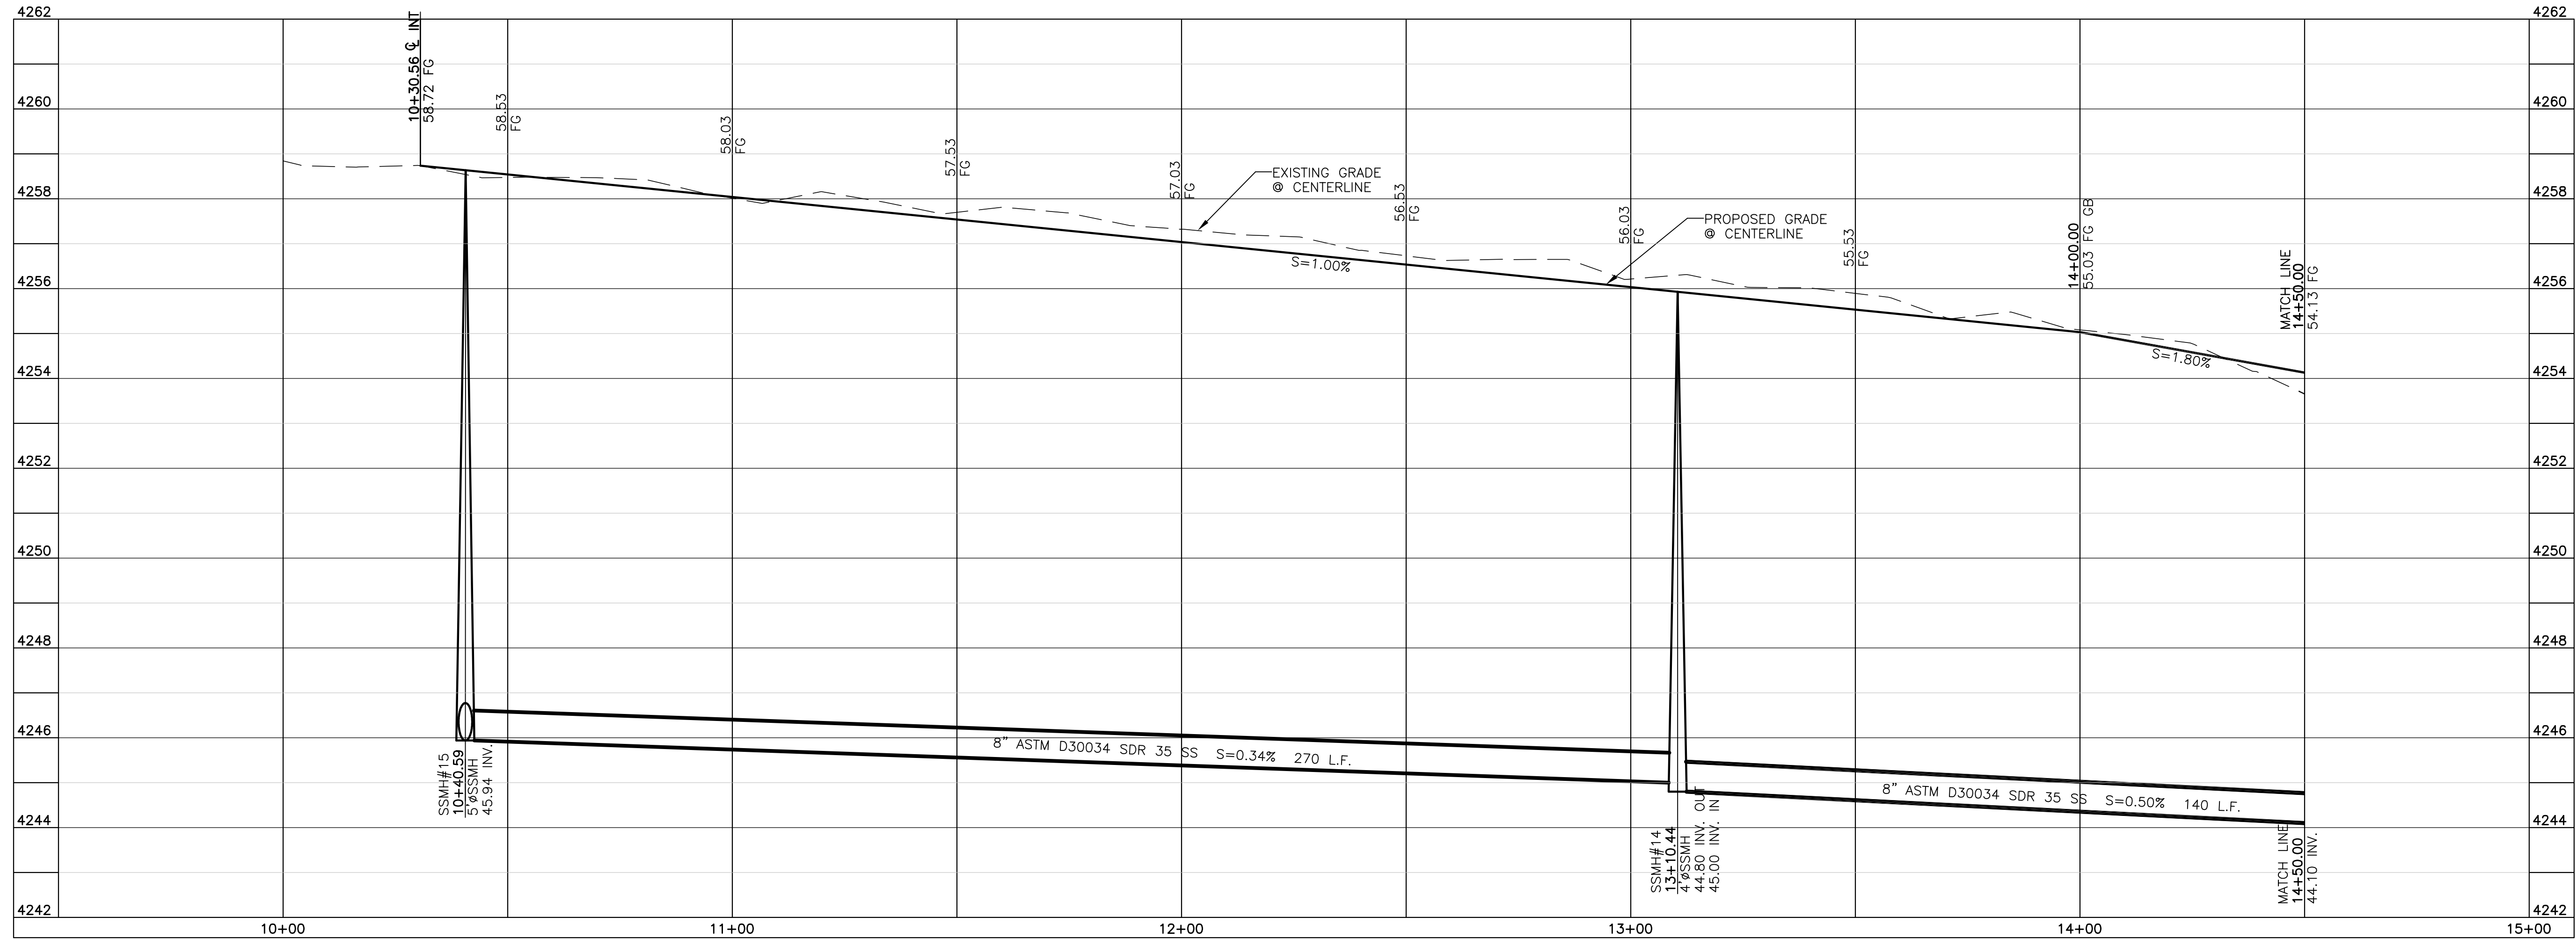 4262
4262
10+30.56 ℄ INT
58.72 FG
4260
4260
58.53
FG
58.03
FG
57.53
FG
57.03
FG
EXISTING GRADE
@ CENTERLINE
56.53
FG
56.03
FG
PROPOSED GRADE
@ CENTERLINE
55.53
FG
14+00.00
55.03 FG GB
MATCH LINE
14+50.00
54.13 FG
4258
4258
S=1.00%
4256
4256
S=1.80%
4254
4254
4252
4252
4250
4250
4248
4248
4246
4246
8" ASTM D30034 SDR 35 SS S=0.34% 270 L.F.
8" ASTM D30034 SDR 35 SS S=0.50% 140 L.F.
SSMH#15
10+40.59
5'øSSMH
45.94 INV.
SSMH#14
13+10.44
4'øSSMH
44.80 INV. OUT
45.00 INV. IN
MATCH LINE
14+50.00
44.10 INV.
4244
4244
4242
4242
10+00
11+00
12+00
13+00
14+00
15+00